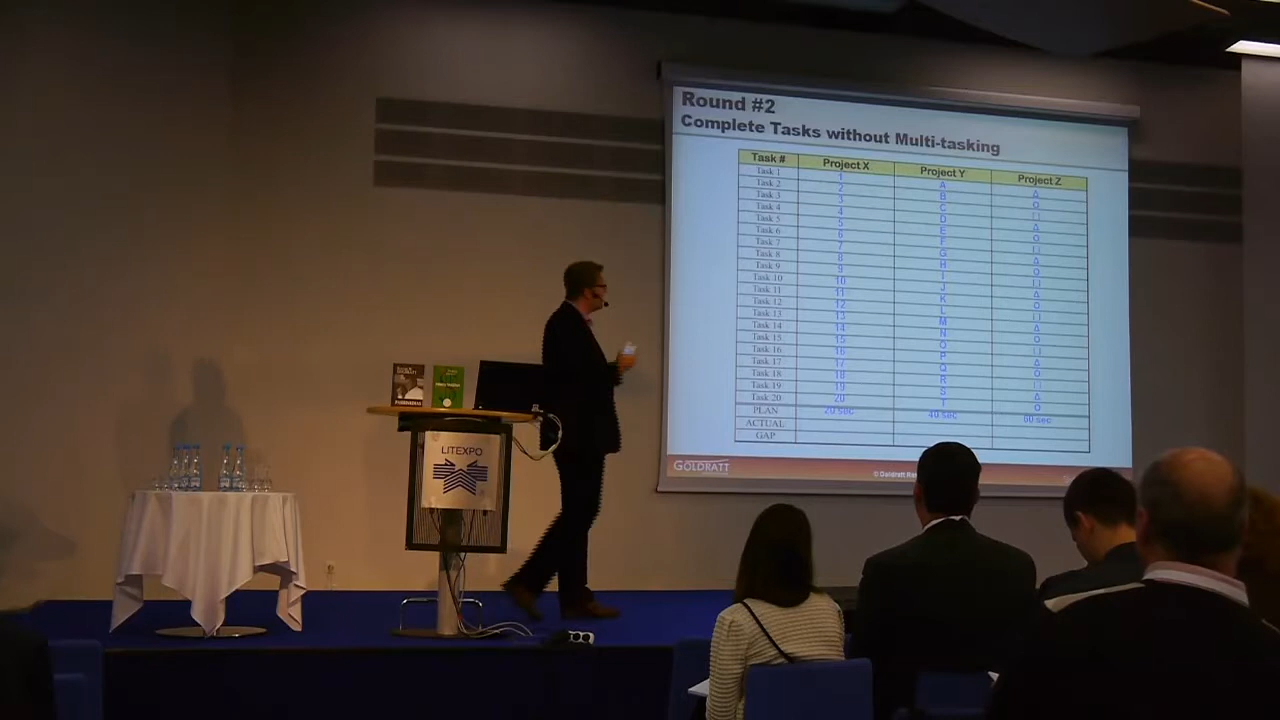 Round #2
Complete Tasks without Multi-tasking
Task # Project X Project Y Project Z
Task 1 1 A Δ
Task 2 2 B O
Task 3 3 C □
Task 4 4 D Δ
Task 5 5 E O
Task 6 6 F □
Task 7 7 G Δ
Task 8 8 H O
Task 9 9 I □
Task 10 10 J Δ
Task 11 11 K O
Task 12 12 L □
Task 13 13 M Δ
Task 14 14 N O
Task 15 15 O □
Task 16 16 P Δ
Task 17 17 Q O
Task 18 18 R □
Task 19 19 S Δ
Task 20 20 T O
PLAN 20 sec 40 sec 60 sec
ACTUAL
GAP
GOLDRATT
© Goldratt
LITEXPO
GOLDRATT